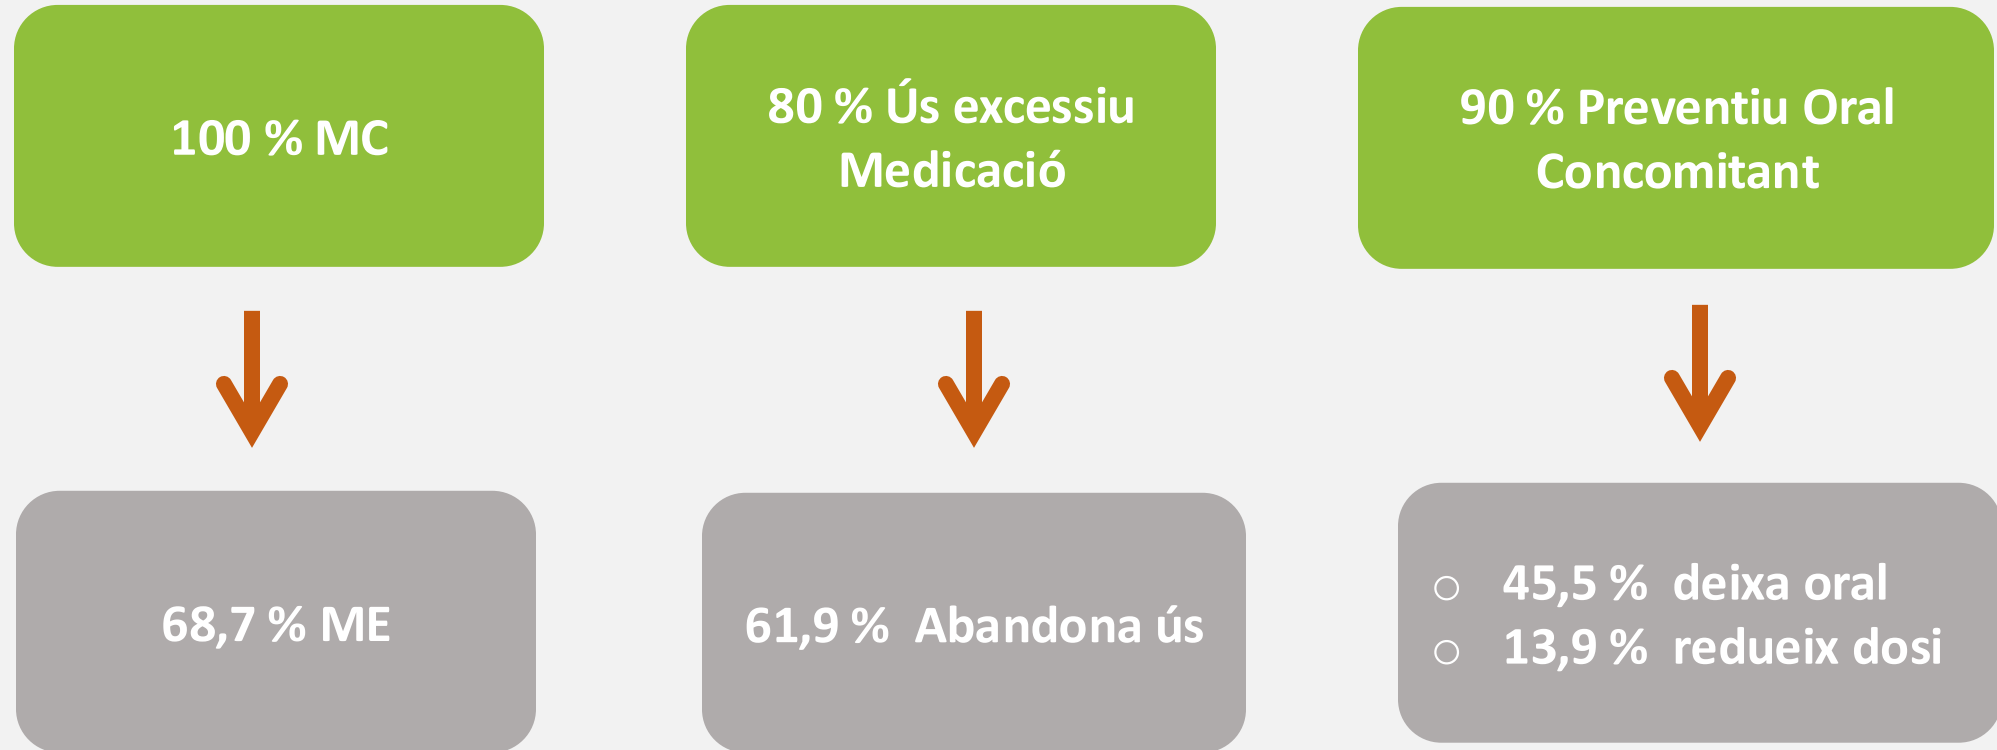 100 % MC
80 % Ús excessiu
Medicació
90 % Preventiu Oral
Concomitant
68,7 % ME
61,9 % Abandona ús
o 45,5 % deixa oral
o 13,9 % redueix dosi